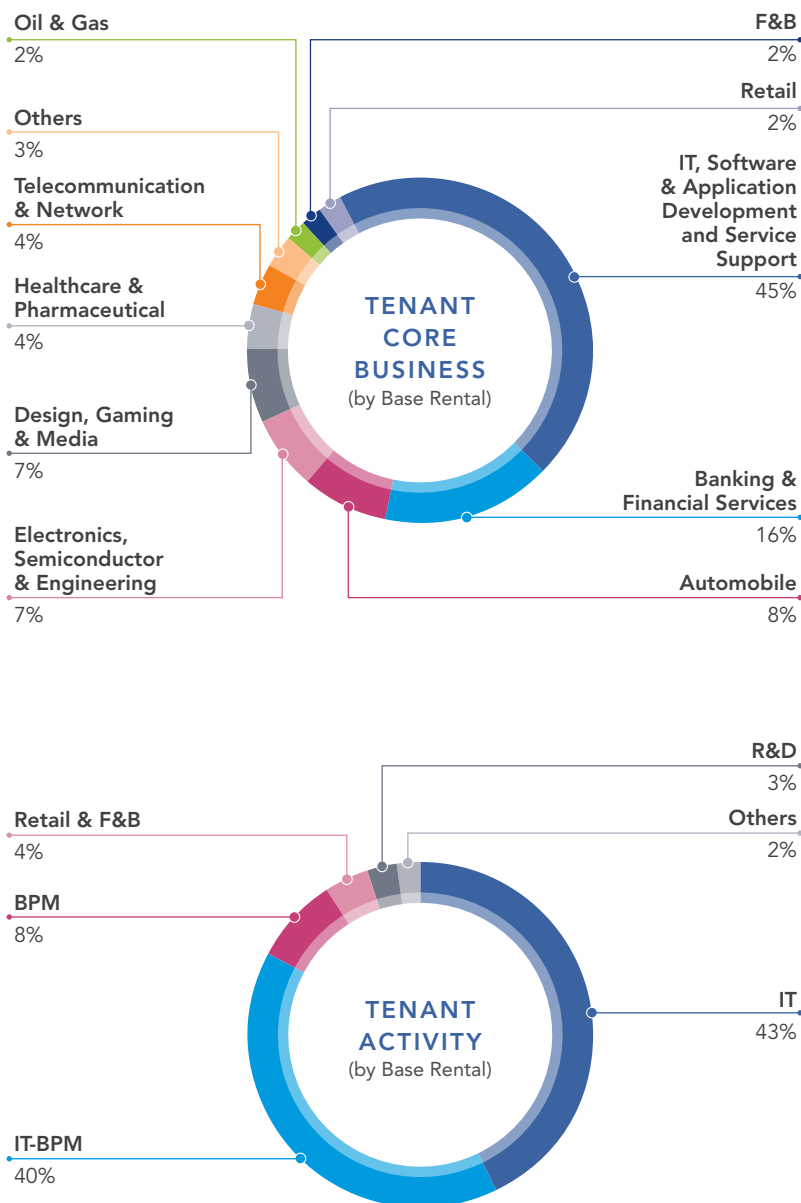 Oil & Gas
2%
Others
3%
Telecommunication
& Network
4%
Healthcare &
Pharmaceutical
4%
Design, Gaming
& Media
7%
Electronics,
Semiconductor
& Engineering
7%
TENANT
CORE
BUSINESS
(by Base Rental)
F&B
2%
Retail
2%
IT, Software
& Application
Development
and Service
Support
45%
Banking &
Financial Services
16%
Automobile
8%
Retail & F&B
4%
BPM
8%
IT-BPM
40%
TENANT
ACTIVITY
(by Base Rental)
R&D
3%
Others
2%
IT
43%